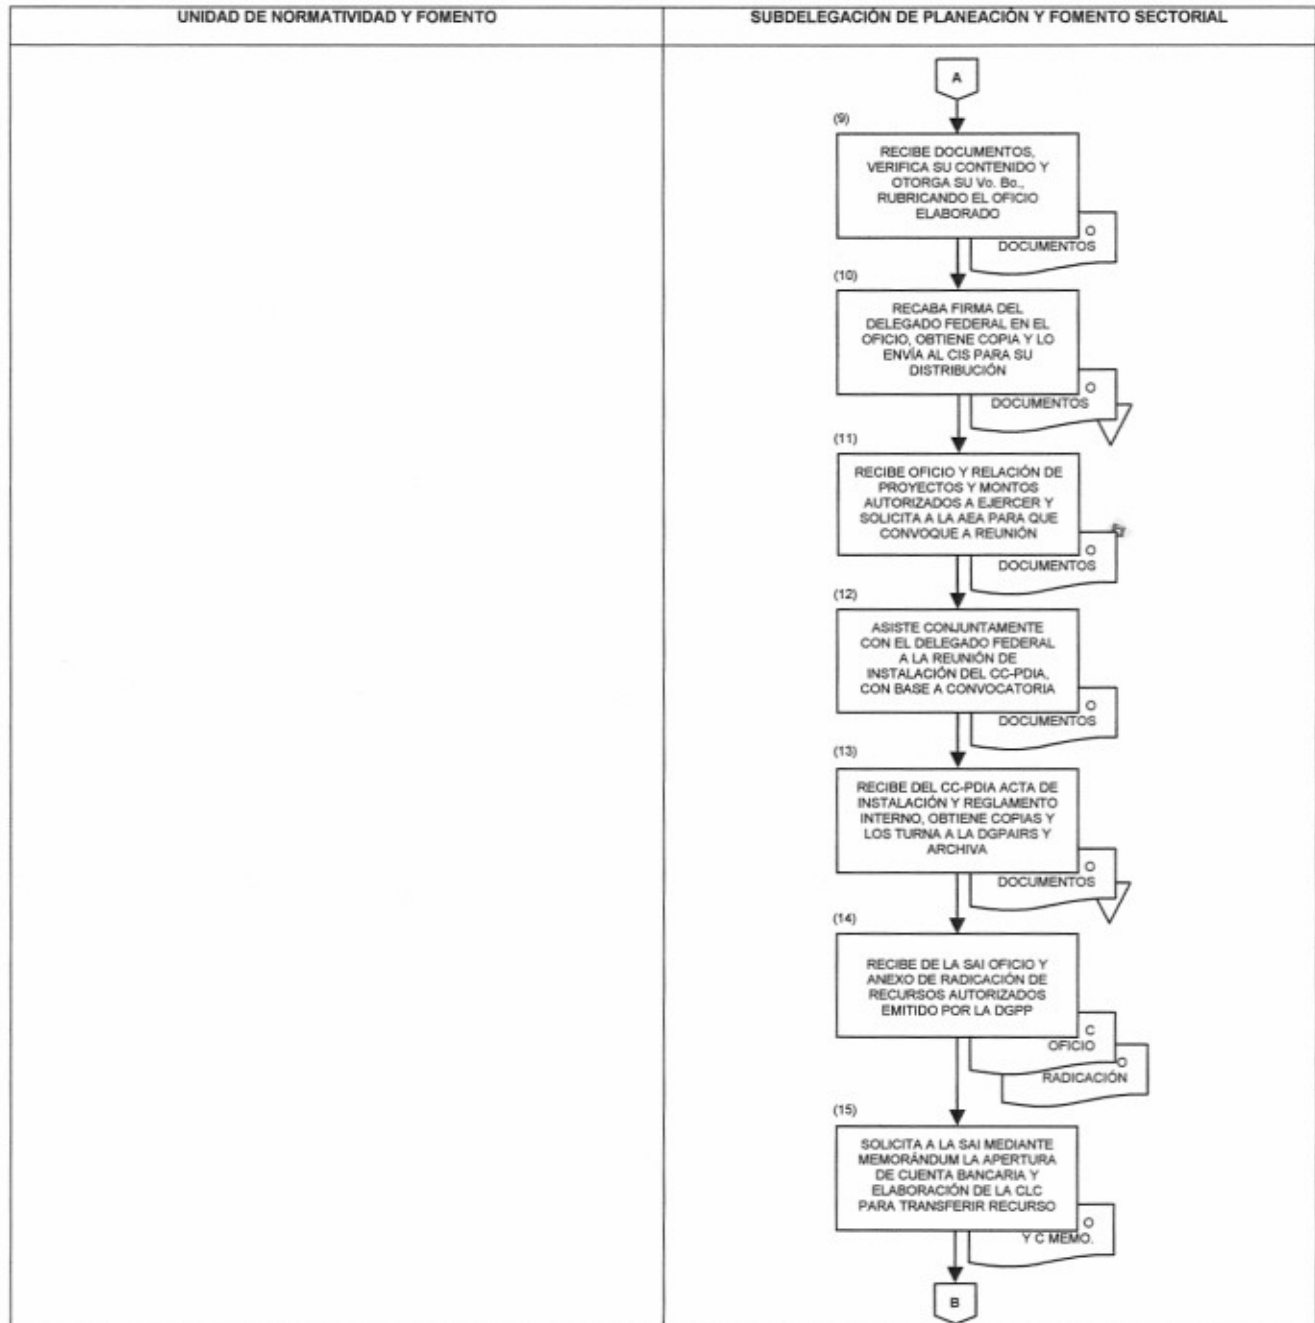 UNIDAD DE NORMATIVIDAD Y FOMENTO
SUBDELEGACIÓN DE PLANEACIÓN Y FOMENTO SECTORIAL
A
(9)
RECIBE DOCUMENTOS,
VERIFICA SU CONTENIDO Y
OTORGA SU Vo. Bo.,
RUBRICANDO EL OFICIO
ELABORADO
O
DOCUMENTOS
(10)
RECABA FIRMA DEL
DELEGADO FEDERAL EN EL
OFICIO, OBTIENE COPIA Y LO
ENVÍA AL CIS PARA SU
DISTRIBUCIÓN
O
DOCUMENTOS
(11)
RECIBE OFICIO Y RELACIÓN DE
PROYECTOS Y MONTOS
AUTORIZADOS A EJERCER Y
SOLICITA A LA AEA PARA QUE
CONVOQUE A REUNIÓN
O
DOCUMENTOS
(12)
ASISTE CONJUNTAMENTE
CON EL DELEGADO FEDERAL
A LA REUNIÓN DE
INSTALACIÓN DEL CC-PDIA,
CON BASE A CONVOCATORIA
O
DOCUMENTOS
(13)
RECIBE DEL CC-PDIA ACTA DE
INSTALACIÓN Y REGLAMENTO
INTERNO, OBTIENE COPIAS Y
LOS TURNA A LA DGPAIRS Y
ARCHIVA
O
DOCUMENTOS
(14)
RECIBE DE LA SAI OFICIO Y
ANEXO DE RADICACIÓN DE
RECURSOS AUTORIZADOS
EMITIDO POR LA DGPP
C
OFICIO
O
RADICACIÓN
(15)
SOLICITA A LA SAI MEDIANTE
MEMORÁNDUM LA APERTURA
DE CUENTA BANCARIA Y
ELABORACIÓN DE LA CLC
PARA TRANSFERIR RECURSO
O
Y C MEMO.
B